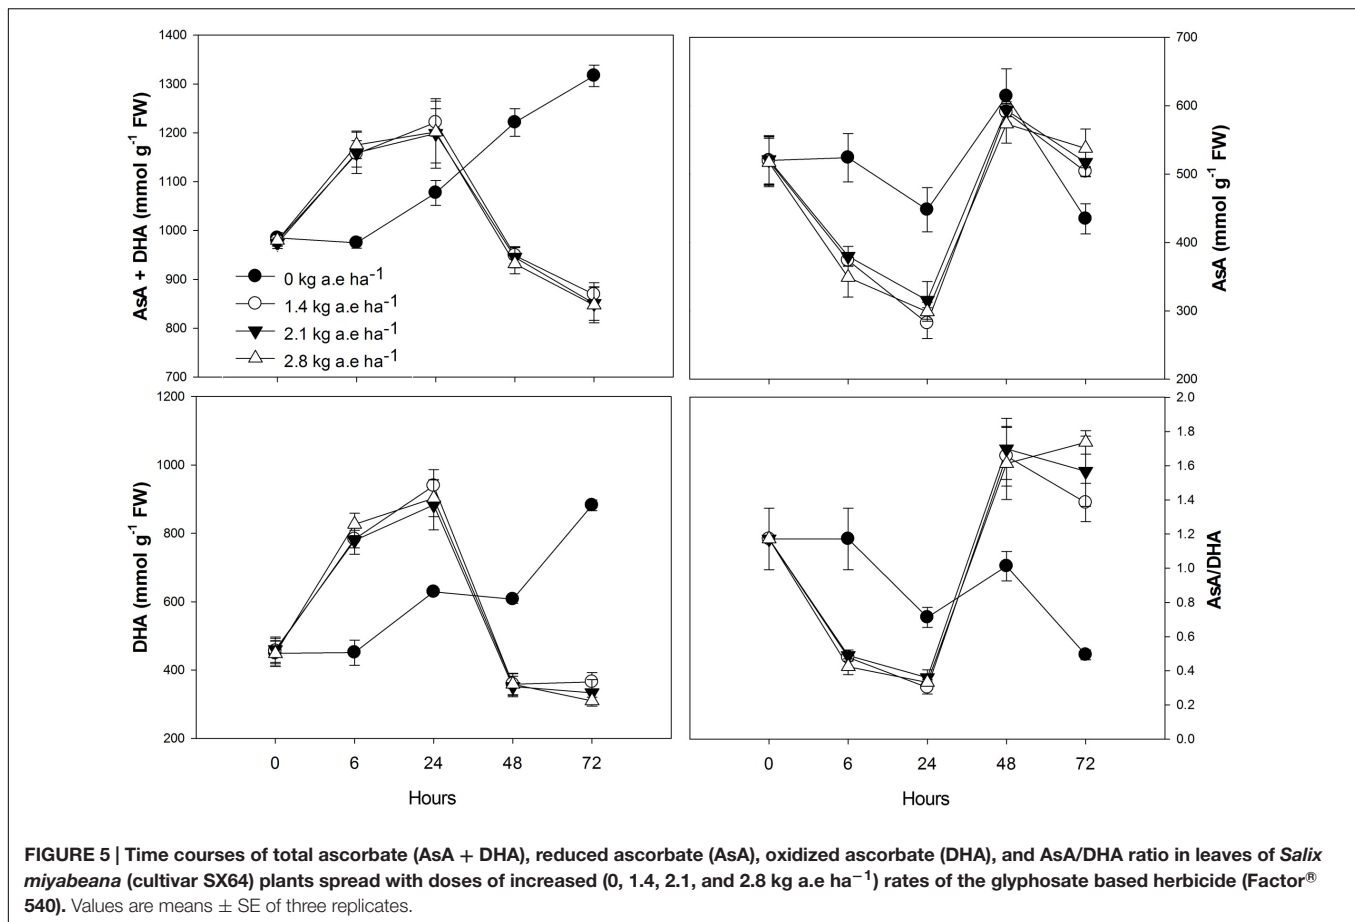 1400
1300
1200
1100
1000
900
800
700
AsA + DHA (mmol g⁻¹ FW)
0 kg a.e ha⁻¹
1.4 kg a.e ha⁻¹
2.1 kg a.e ha⁻¹
2.8 kg a.e ha⁻¹
700
600
500
400
300
200
AsA (mmol g⁻¹ FW)
1200
1000
800
600
400
200
DHA (mmol g⁻¹ FW)
0 6 24 48 72
Hours
2.0
1.8
1.6
1.4
1.2
1.0
0.8
0.6
0.4
0.2
0.0
AsA/DHA
0 6 24 48 72
Hours
FIGURE 5 | Time courses of total ascorbate (AsA + DHA), reduced ascorbate (AsA), oxidized ascorbate (DHA), and AsA/DHA ratio in leaves of Salix
miyabeana (cultivar SX64) plants spread with doses of increased (0, 1.4, 2.1, and 2.8 kg a.e ha⁻¹) rates of the glyphosate based herbicide (Factor®
540). Values are means ± SE of three replicates.